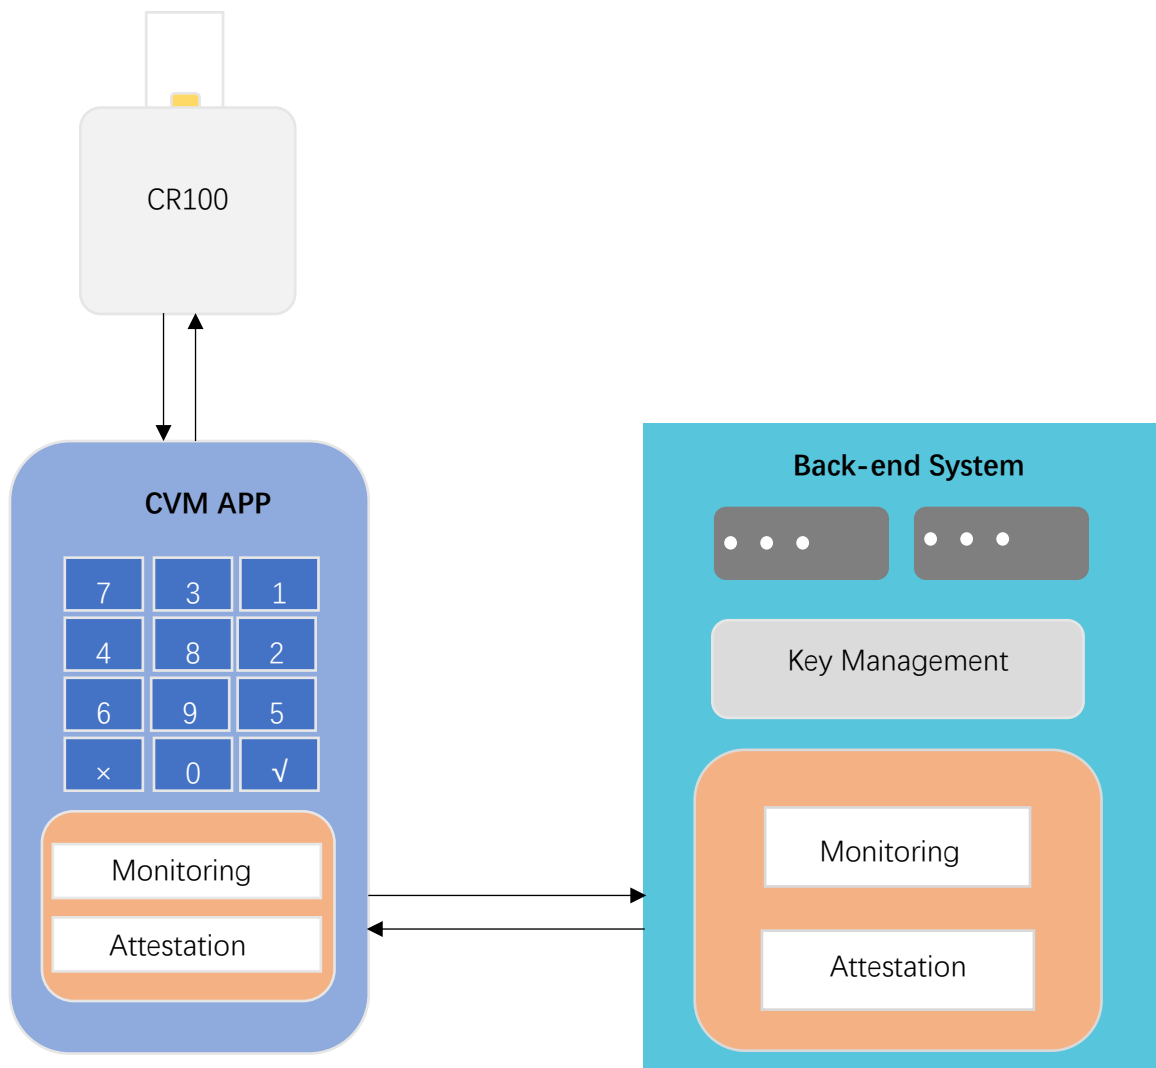 CR100
CVM APP
7 3 1
4 8 2
6 9 5
× 0 √
Monitoring
Attestation
Back-end System
Key Management
Monitoring
Attestation